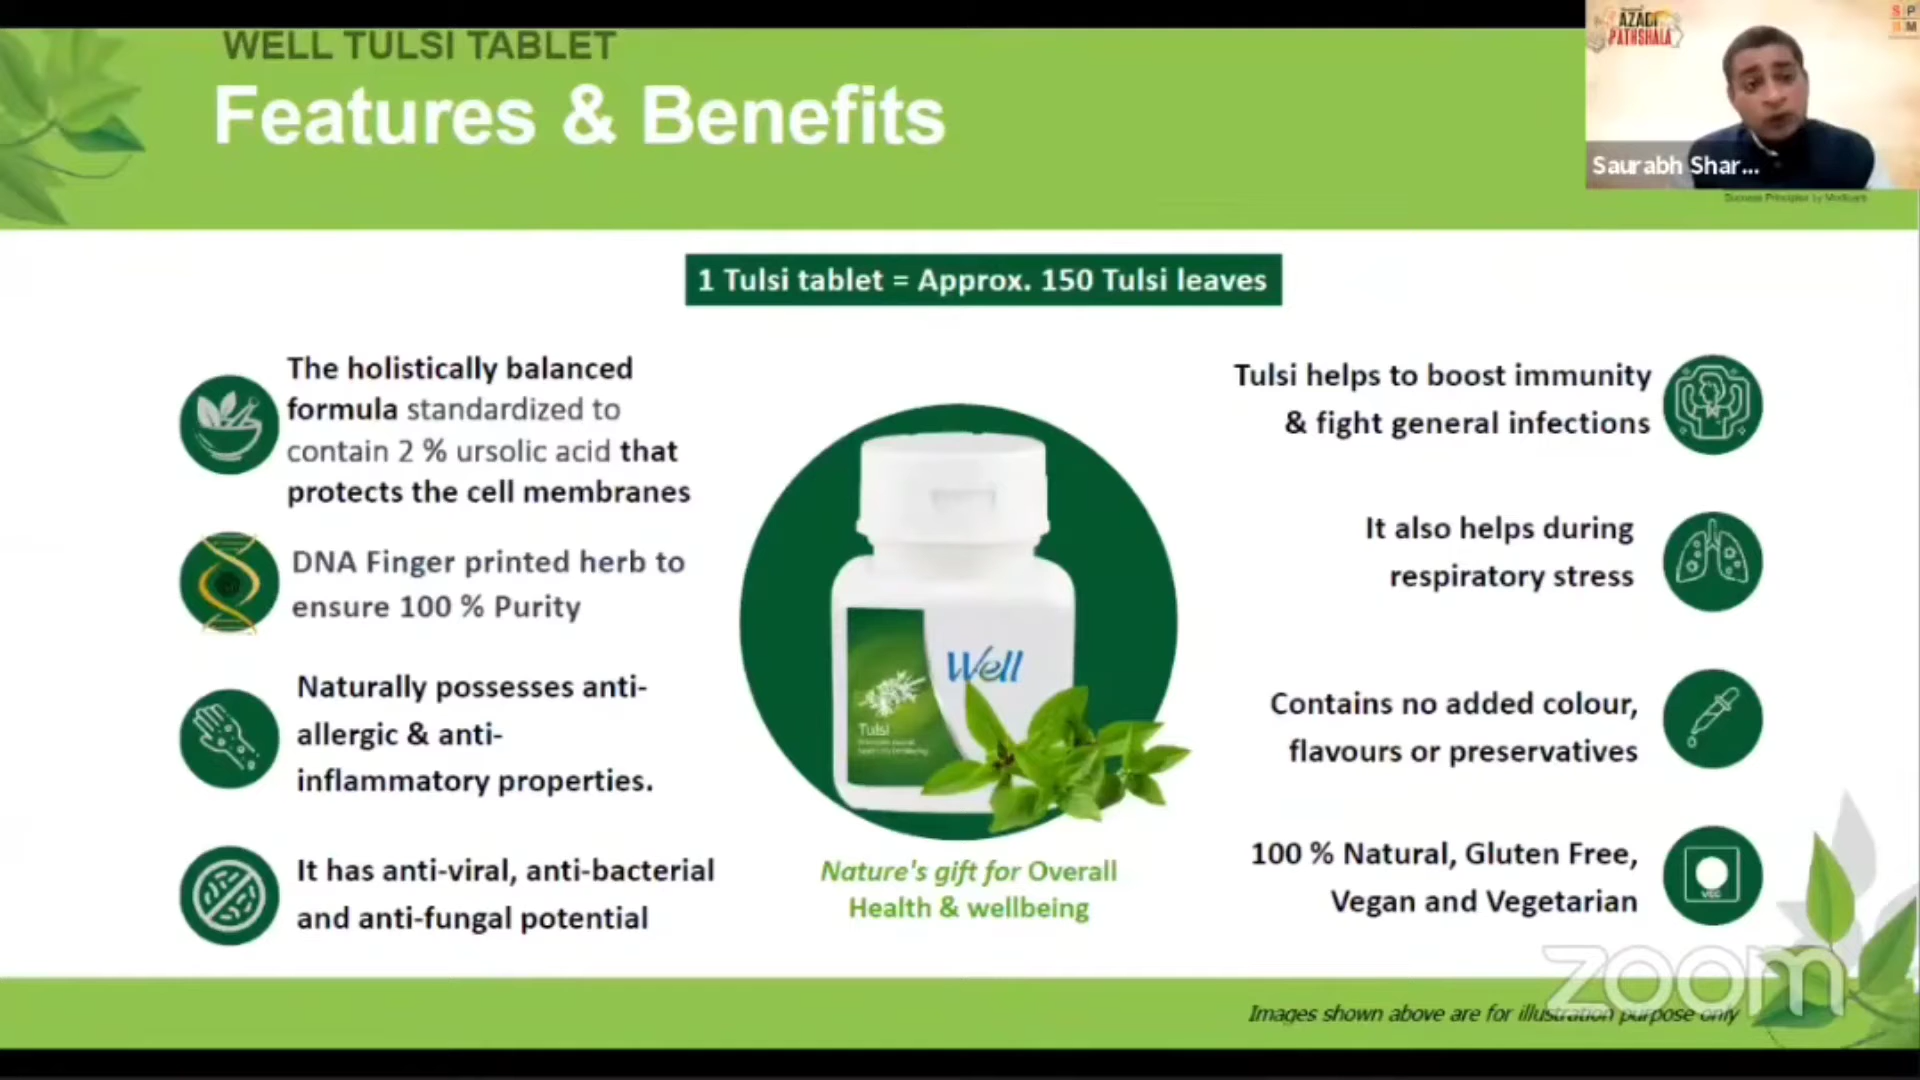 WELL TULSI TABLET
Features & Benefits
AZADI
PATHSHALA
S P
M
Saurabh Shar...
Success Principles by Modicare
1 Tulsi tablet = Approx. 150 Tulsi leaves
The holistically balanced
formula standardized to
contain 2 % ursolic acid that
protects the cell membranes
DNA Finger printed herb to
ensure 100 % Purity
Naturally possesses anti-
allergic & anti-
inflammatory properties.
It has anti-viral, anti-bacterial
and anti-fungal potential
Well
Tulsi
Nature's gift for Overall
Health & wellbeing
Tulsi helps to boost immunity
& fight general infections
It also helps during
respiratory stress
Contains no added colour,
flavours or preservatives
100 % Natural, Gluten Free,
Vegan and Vegetarian
VEG
zoom
Images shown above are for illustration purpose only